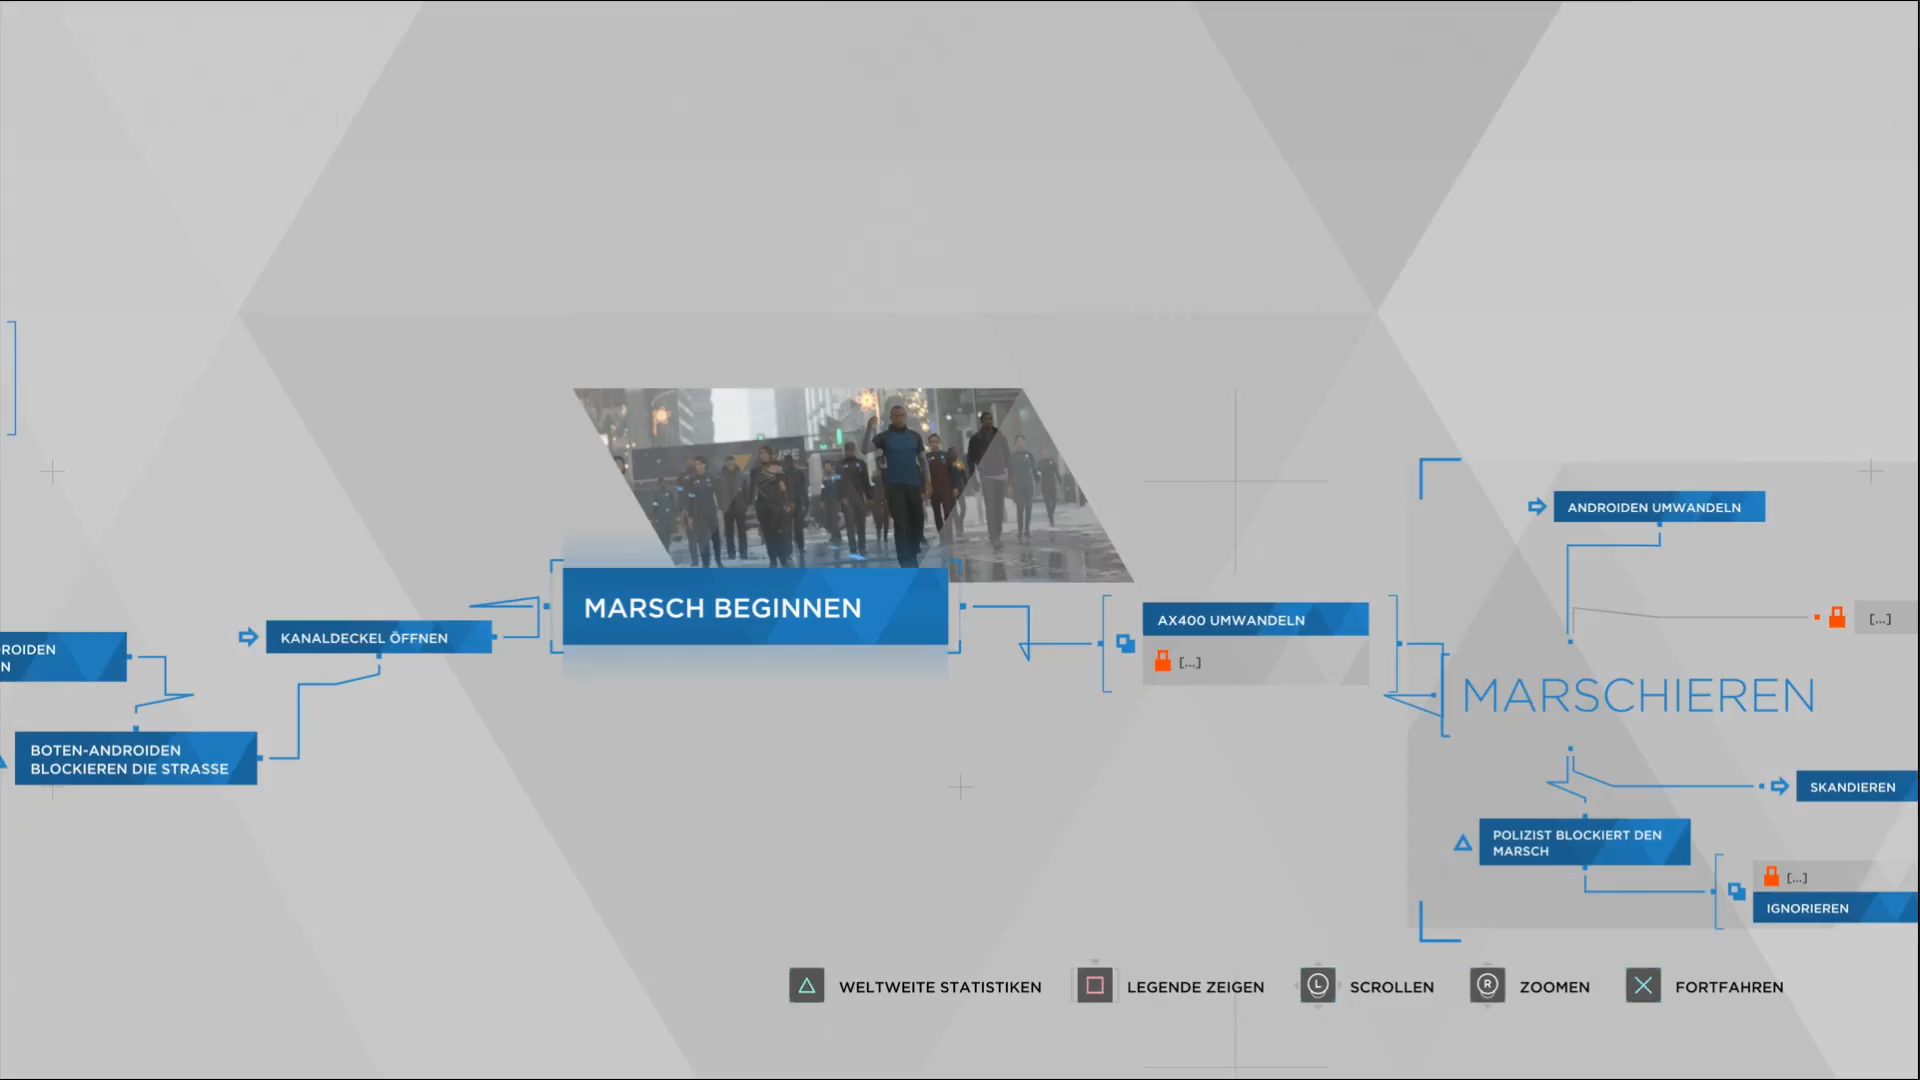 ANDROIDEN UMWANDELN
MARSCH BEGINNEN
AX400 UMWANDELN
[...]
[...]
KANALDECKEL ÖFFNEN
ROIDEN
N
[...]
MARSCHIEREN
BOTEN-ANDROIDEN
BLOCKIEREN DIE STRASSE
SKANDIEREN
POLIZIST BLOCKIERT DEN
MARSCH
[...]
IGNORIEREN
WELTWEITE STATISTIKEN
LEGENDE ZEIGEN
L
SCROLLEN
R
ZOOMEN
FORTFAHREN